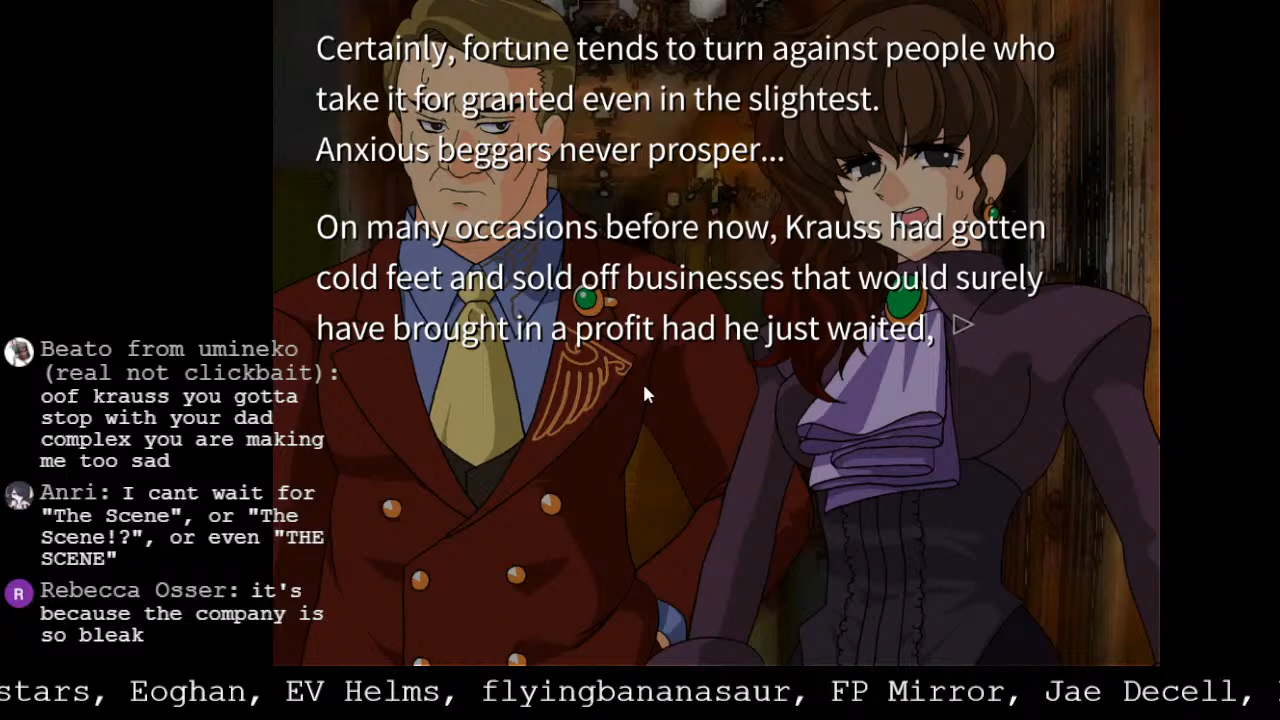 Certainly, fortune tends to turn against people who
take it for granted even in the slightest.
Anxious beggars never prosper...
On many occasions before now, Krauss had gotten
cold feet and sold off businesses that would surely
have brought in a profit had he just waited,
Beato from umineko
(real not clickbait):
oof krauss you gotta
stop with your dad
complex you are making
me too sad
Anri: I cant wait for
"The Scene", or "The
Scene!?", or even "THE
SCENE"
R
Rebecca Osser: it's
because the company is
so bleak
stars, Eoghan, EV Helms, flyingbananasaur, FP Mirror, Jae Decell,